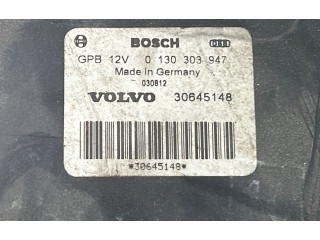 BOSCH
GPB 12V 0 130 303 947
Made in Germany
030812
VOLVO 30645148
*30645148*